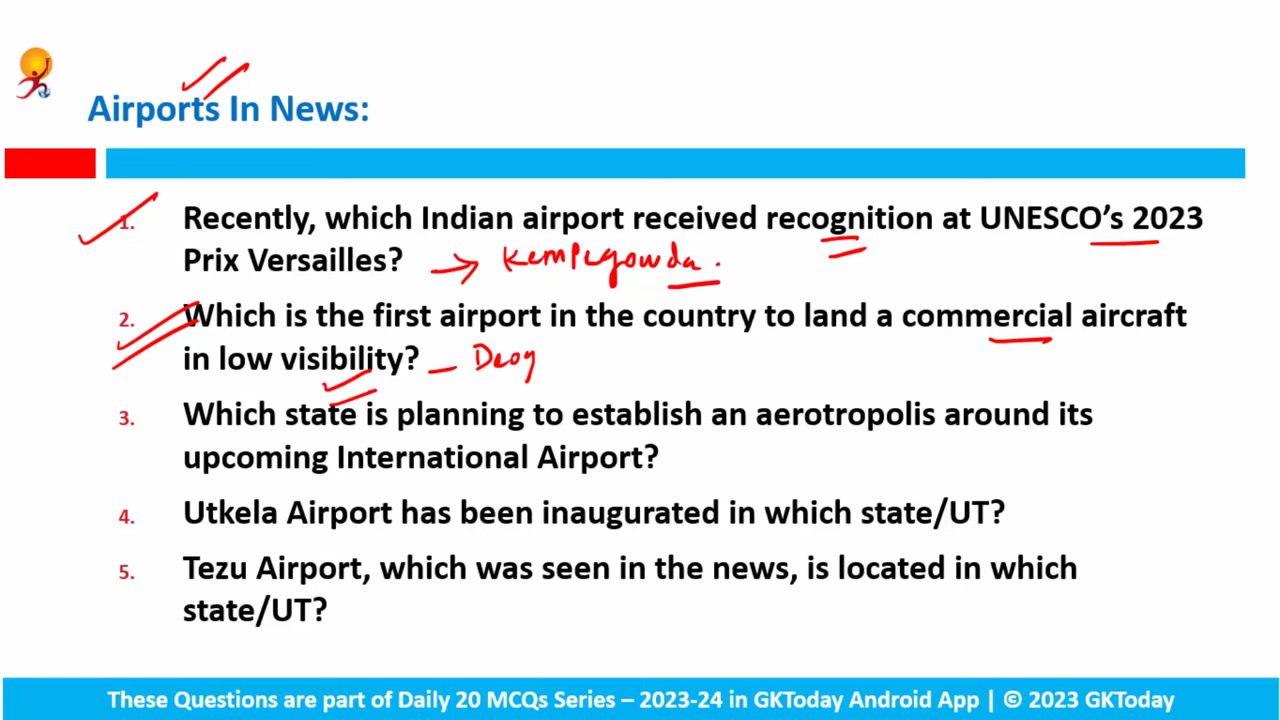 Airports In News:
1. Recently, which Indian airport received recognition at UNESCO’s 2023
Prix Versailles? → Kempegowda.
2. Which is the first airport in the country to land a commercial aircraft
in low visibility? – Deog
3. Which state is planning to establish an aerotropolis around its
upcoming International Airport?
4. Utkela Airport has been inaugurated in which state/UT?
5. Tezu Airport, which was seen in the news, is located in which
state/UT?
These Questions are part of Daily 20 MCQs Series – 2023-24 in GKToday Android App | © 2023 GKToday